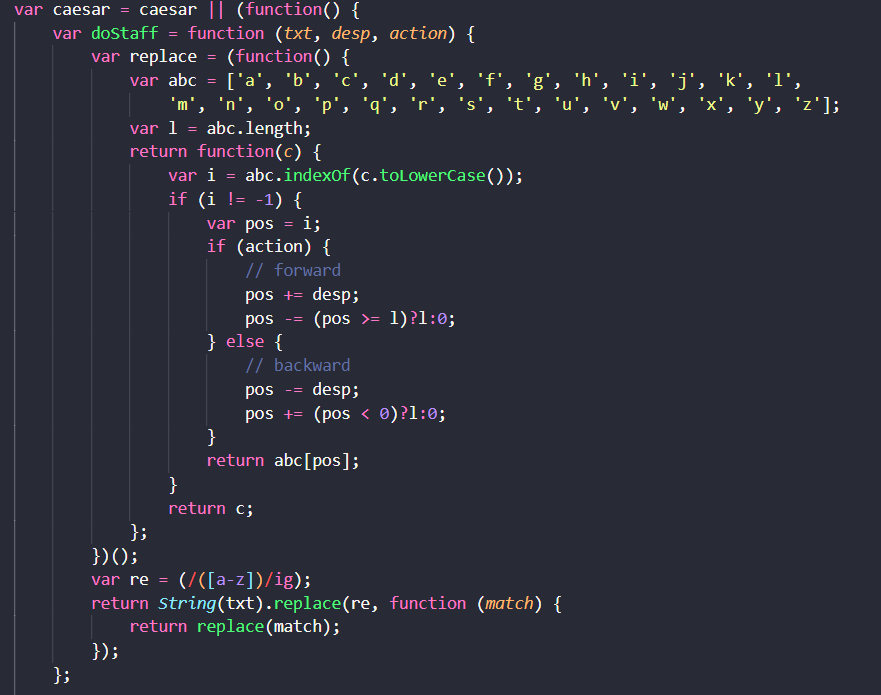 var caesar = caesar || (function() {
    var doStaff = function (txt, desp, action) {
        var replace = (function() {
            var abc = ['a', 'b', 'c', 'd', 'e', 'f', 'g', 'h', 'i', 'j', 'k', 'l',
                'm', 'n', 'o', 'p', 'q', 'r', 's', 't', 'u', 'v', 'w', 'x', 'y', 'z'];
            var l = abc.length;
            return function(c) {
                var i = abc.indexOf(c.toLowerCase());
                if (i != -1) {
                    var pos = i;
                    if (action) {
                        // forward
                        pos += desp;
                        pos -= (pos >= l)?l:0;
                    } else {
                        // backward
                        pos -= desp;
                        pos += (pos < 0)?l:0;
                    }
                    return abc[pos];
                }
                return c;
            };
        })();
        var re = (/([a-z])/ig);
        return String(txt).replace(re, function (match) {
            return replace(match);
        });
    };